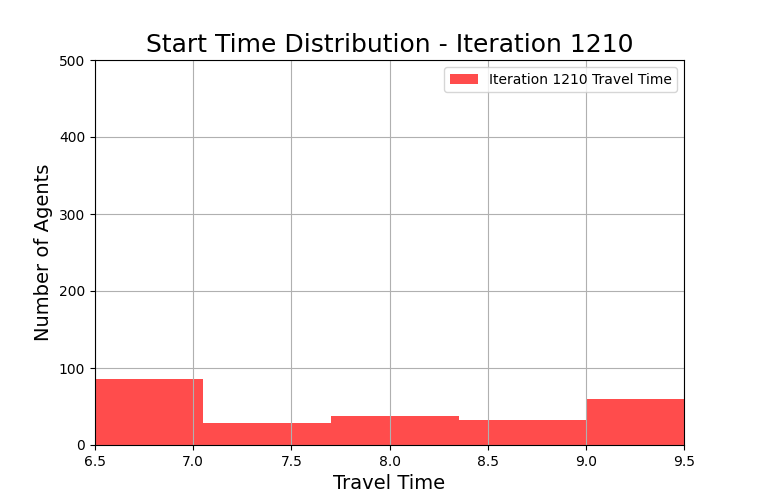 Start Time Distribution - Iteration 1210
Iteration 1210 Travel Time
Number of Agents
500
400
300
200
100
0
6.5 7.0 7.5 8.0 8.5 9.0 9.5
Travel Time